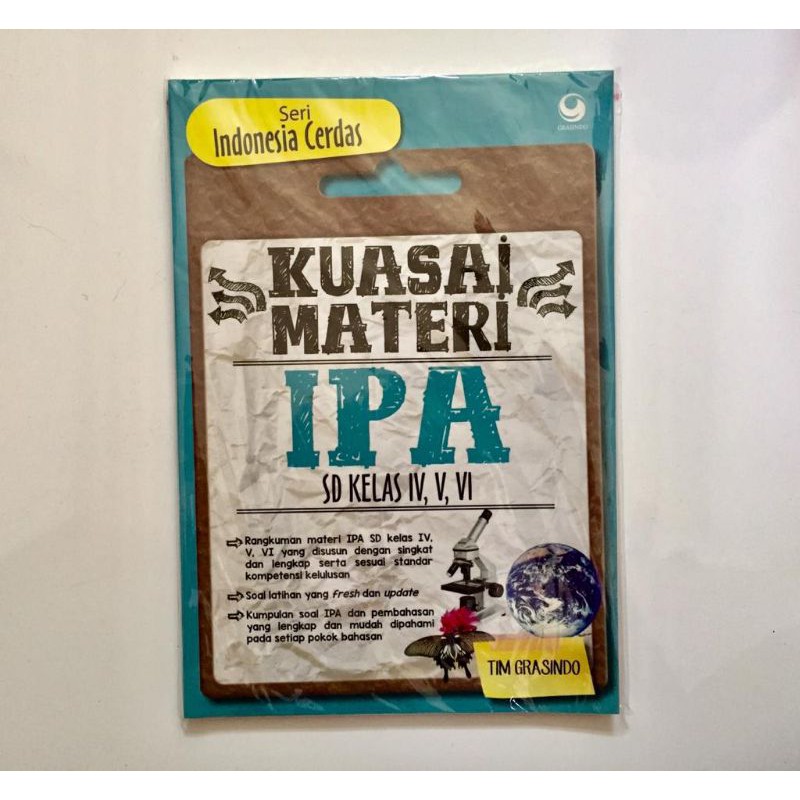 Seri
Indonesia Cerdas
GRASINDO
KUASAI
MATERI
IPA
SD KELAS IV, V, VI
Rangkuman materi IPA SD kelas IV,
V, VI yang disusun dengan singkat
dan lengkap serta sesuai standar
kompetensi kelulusan
Soal latihan yang fresh dan update
Kumpulan soal IPA dan pembahasan
yang lengkap dan mudah dipahami
pada setiap pokok bahasan
TIM GRASINDO